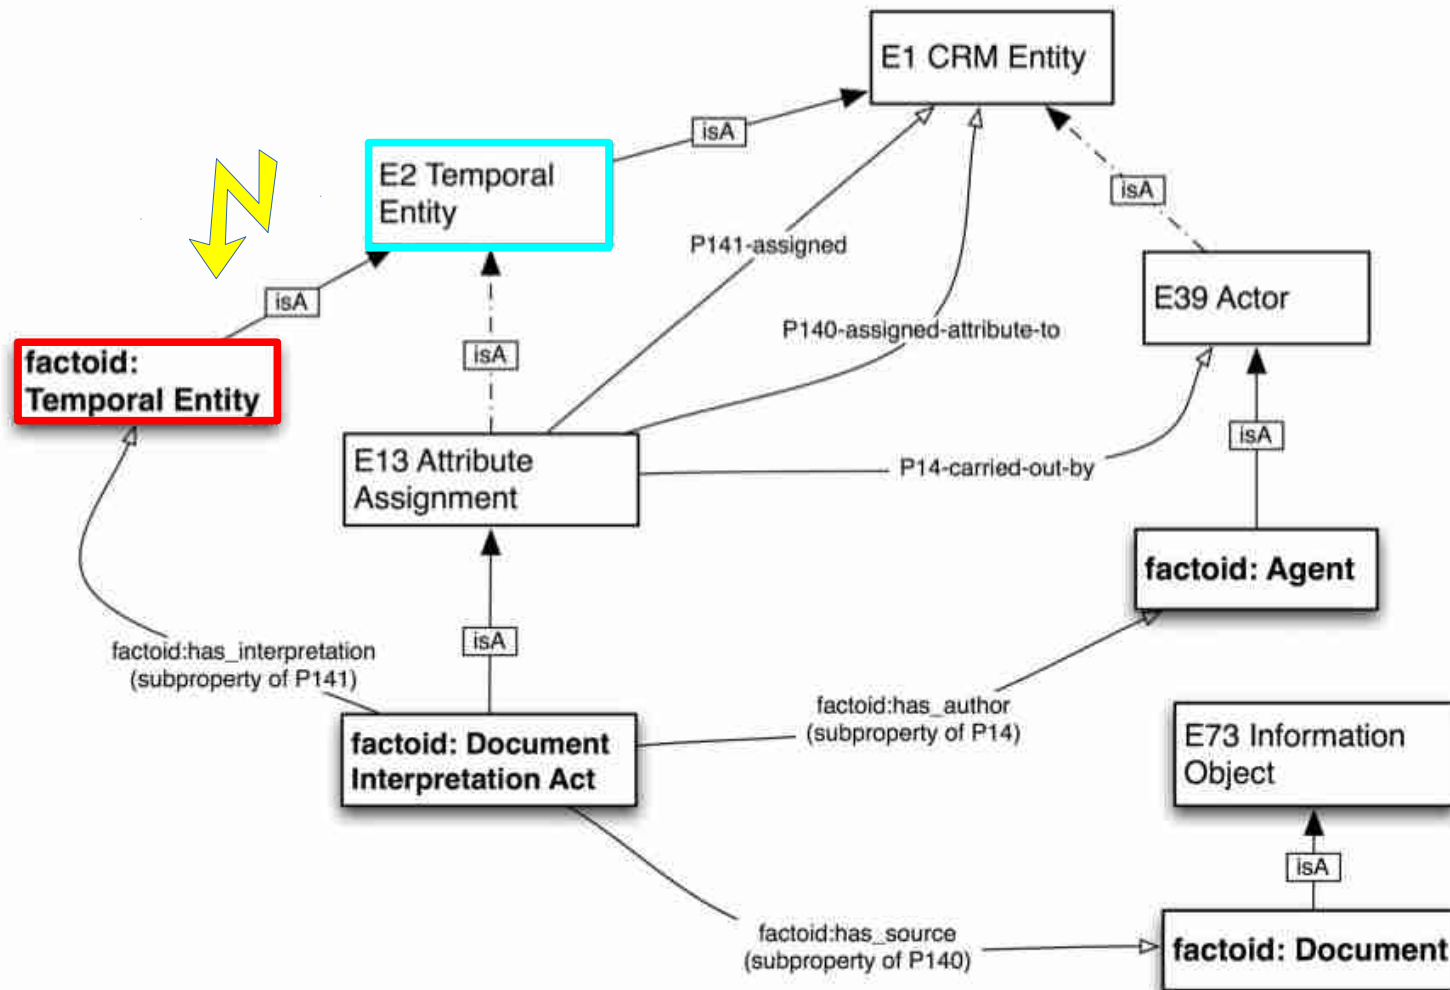 E1 CRM Entity
isA
E2 Temporal
Entity
isA
P141-assigned
E39 Actor
isA
P140-assigned-attribute-to
isA
factoid:
Temporal Entity
isA
E13 Attribute
Assignment
P14-carried-out-by
isA
factoid: Agent
isA
factoid:has_interpretation
(subproperty of P141)
factoid:has_author
(subproperty of P14)
E73 Information
Object
factoid: Document
Interpretation Act
isA
factoid:has_source
(subproperty of P140)
factoid: Document